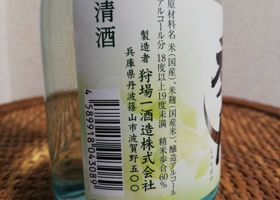 原材料名 米(国産)、米麹(国産米)、醸造アルコール
アルコール分 18度以上19度未満 精米歩合60%
製造者
狩場一酒造株式会社
兵庫県丹波篠山市波賀野五〇〇
清酒
4589918043089